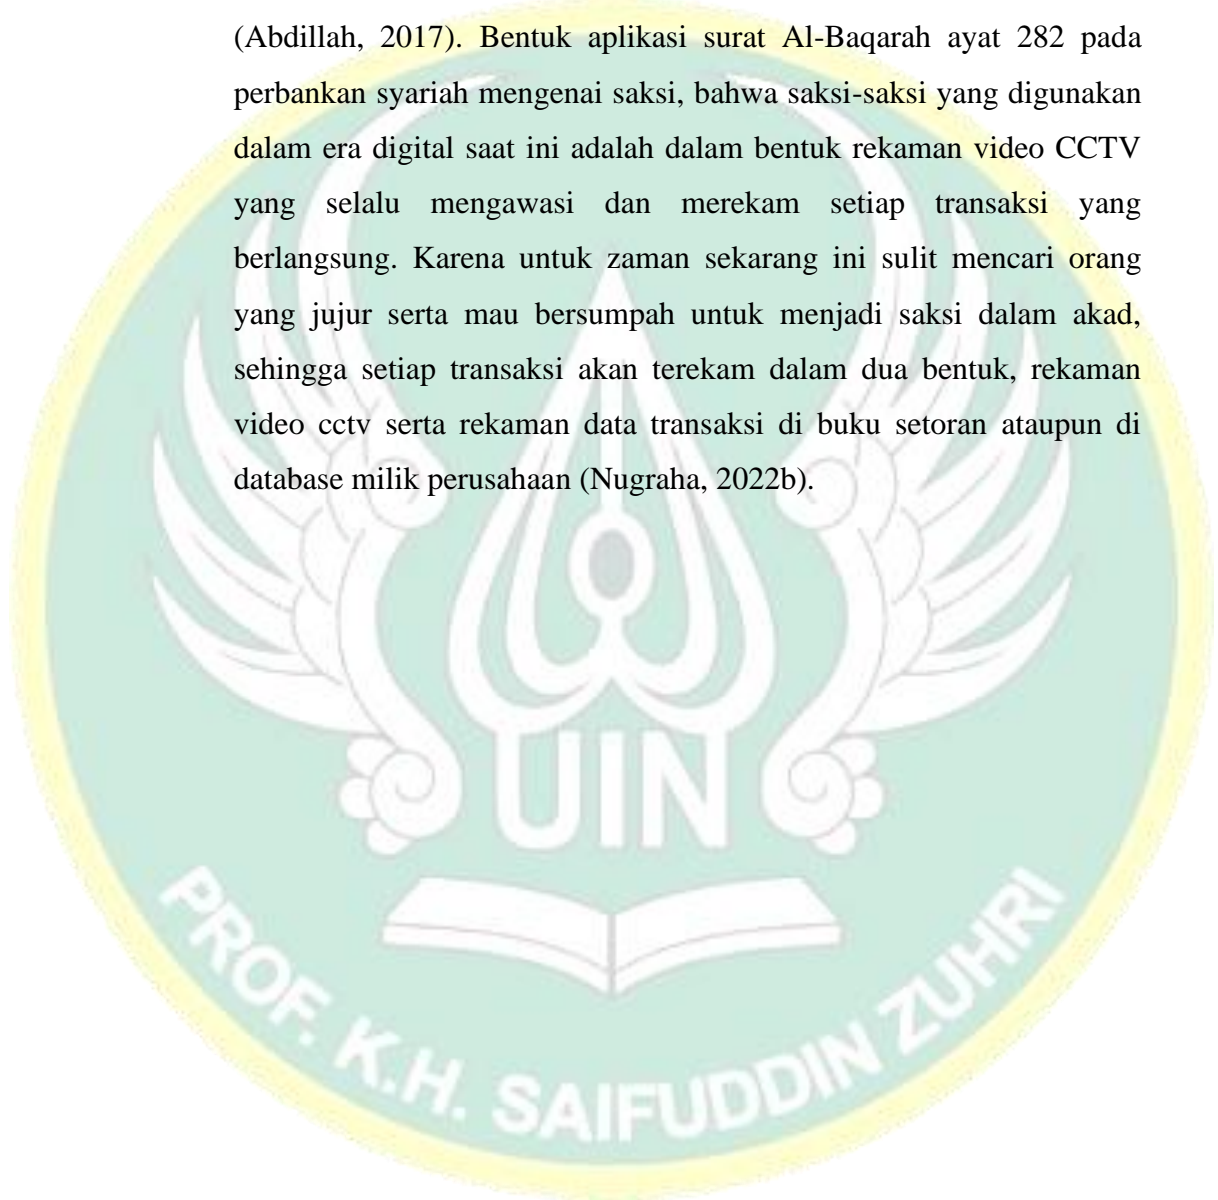 (Abdillah, 2017). Bentuk aplikasi surat Al-Baqarah ayat 282 pada
perbankan syariah mengenai saksi, bahwa saksi-saksi yang digunakan
dalam era digital saat ini adalah dalam bentuk rekaman video CCTV
yang selalu mengawasi dan merekam setiap transaksi yang
berlangsung. Karena untuk zaman sekarang ini sulit mencari orang
yang jujur serta mau bersumpah untuk menjadi saksi dalam akad,
sehingga setiap transaksi akan terekam dalam dua bentuk, rekaman
video cctv serta rekaman data transaksi di buku setoran ataupun di
database milik perusahaan (Nugraha, 2022b).
UIN
PROF. K.H. SAIFUDDIN ZUHRI